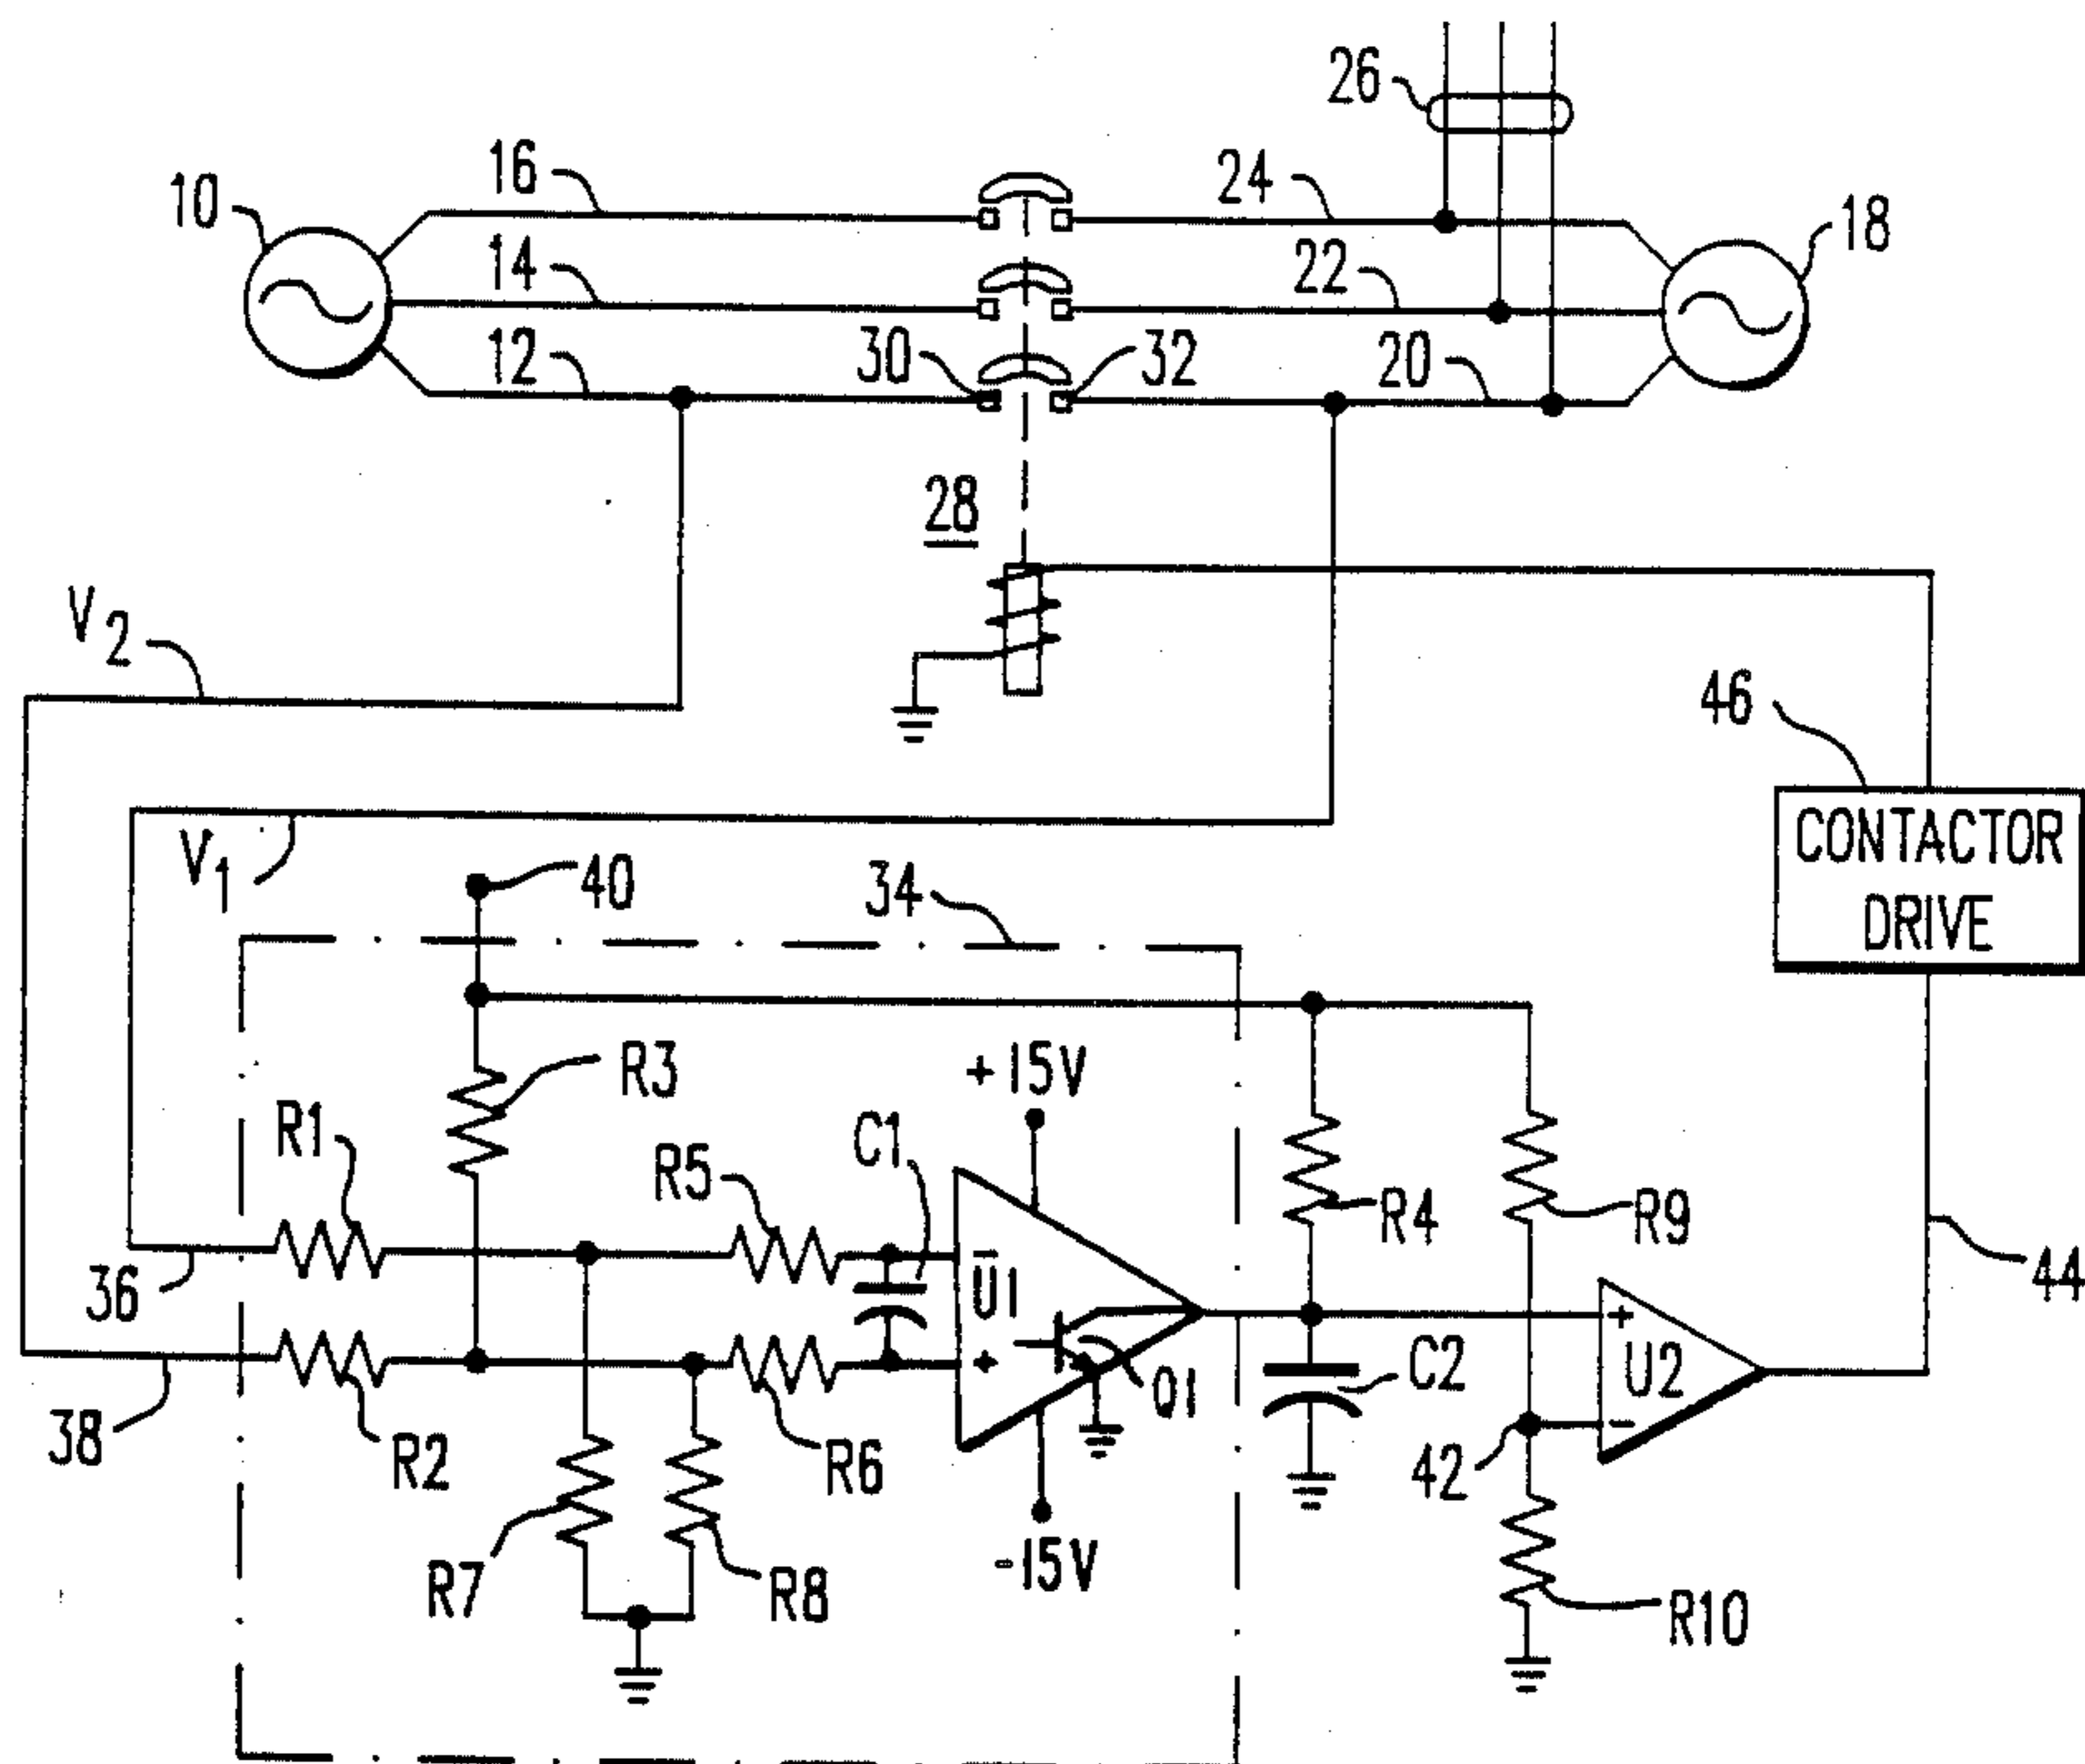 26
16
24
10
18
14
22
12
30
32
20
28
V2
46
V1
40
34
CONTACTOR
DRIVE
R3
+15V
R1
C1
R5
R4
R9
36
U1
44
+
+
C2
U2
Q1
38
R2
R6
42
-
-
R7
R8
-15V
R10